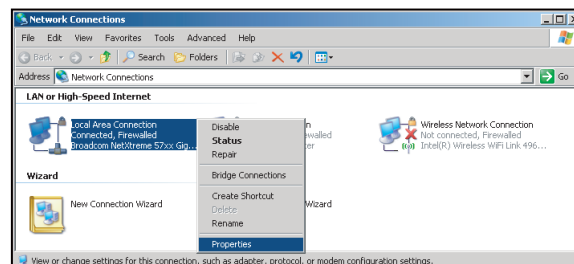 Network Connections
File Edit View Favorites Tools Advanced Help
Back Search Folders
Address Network Connections Go
LAN or High-Speed Internet
Local Area Connection
Connected, Firewalled
Broadcom NetXtreme 57xx Gig...
n
ewalled
er
Wireless Network Connection
Not connected, Firewalled
Intel(R) Wireless WiFi Link 496...
Disable
Status
Repair
Bridge Connections
Create Shortcut
Delete
Rename
Properties
Wizard
New Connection Wizard
Wizard
View or change settings for this connection, such as adapter, protocol, or modem configuration settings.